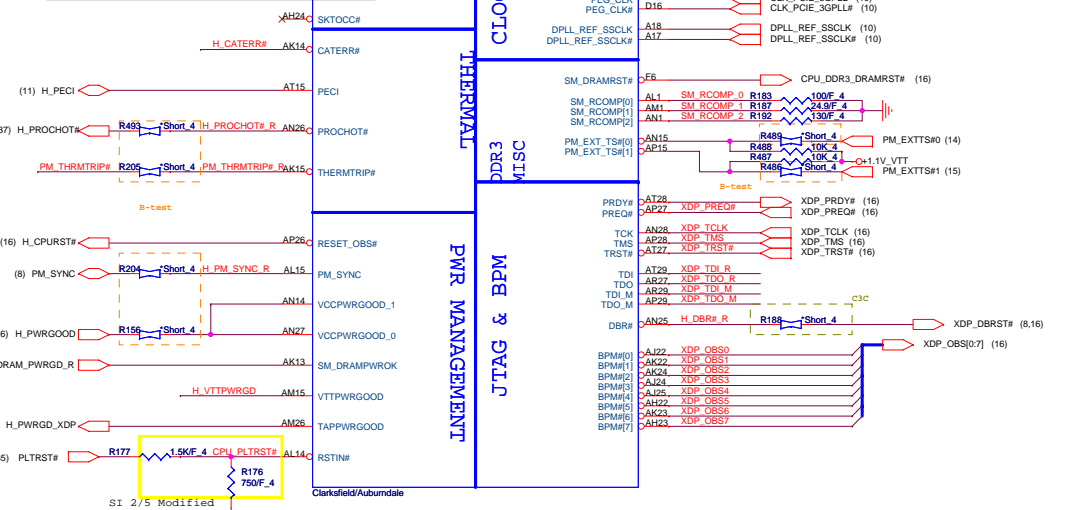 PEG_CLK
PEG_CLK# D16 CLK_PCIE_3GPLL# (10)
AH24 SKTOCC#
CLOC
DPLL_REF_SSCLK A18 DPLL_REF_SSCLK (10)
DPLL_REF_SSCLK# A17 DPLL_REF_SSCLK# (10)
H_CATERR# AK14 CATERR#
THERMAL
SM_DRAMRST# F6 CPU_DDR3_DRAMRST# (16)
(11) H_PECI AT15 PECI
SM_RCOMP[0] AL1 SM_RCOMP_0 R183 100/F_4
SM_RCOMP[1] AM1 SM_RCOMP_1 R187 24.9/F_4
SM_RCOMP[2] AN1 SM_RCOMP_2 R192 130/F_4
37) H_PROCHOT# R493 *Short_4 H_PROCHOT#_R AN26 PROCHOT#
DDR3
MISC
PM_EXT_TS#[0] AN15 R489 *Short_4 PM_EXTTS#0 (14)
PM_EXT_TS#[1] AP15 R488 10K_4
R487 10K_4 +1.1V_VTT
R486 *Short_4 PM_EXTTS#1 (15)
B-test
PM_THRMTRIP# R205 *Short_4 PM_THRMTRIP#_R AK15 THERMTRIP#
B-test
PRDY# AT28 XDP_PRDY# (16)
PREQ# AP27 XDP_PREQ# XDP_PREQ# (16)
TCK AN28 XDP_TCLK XDP_TCLK (16)
TMS AP28 XDP_TMS XDP_TMS (16)
TRST# AT27 XDP_TRST# XDP_TRST# (16)
(16) H_CPURST# AP26 RESET_OBS#
(8) PM_SYNC R204 *Short_4 H_PM_SYNC_R AL15 PM_SYNC
PWR MANAGEMENT
JTAG & BPM
TDI AT29 XDP_TDI_R
TDO AR27 XDP_TDO_R
TDI_M AR29 XDP_TDI_M
TDO_M AP29 XDP_TDO_M
C3C
AN14 VCCPWRGOOD_1
DBR# AN25 H_DBR#_R R188 *Short_4 XDP_DBRST# (8,16)
6) H_PWRGOOD R156 *Short_4 AN27 VCCPWRGOOD_0
XDP_OBS[0:7] (16)
BPM#[0] AJ22 XDP_OBS0
BPM#[1] AK22 XDP_OBS1
BPM#[2] AK24 XDP_OBS2
BPM#[3] AJ24 XDP_OBS3
BPM#[4] AJ25 XDP_OBS4
BPM#[5] AH22 XDP_OBS5
BPM#[6] AK23 XDP_OBS6
BPM#[7] AH23 XDP_OBS7
DRAM_PWRGD_R AK13 SM_DRAMPWROK
H_VTTPWRGD AM15 VTTPWRGOOD
H_PWRGD_XDP AM26 TAPPWRGOOD
5) PLTRST# R177 1.5K/F_4 CPU_PLTRST# AL14 RSTIN#
R176
750/F_4
Clarksfield/Auburndale
SI 2/5 Modified